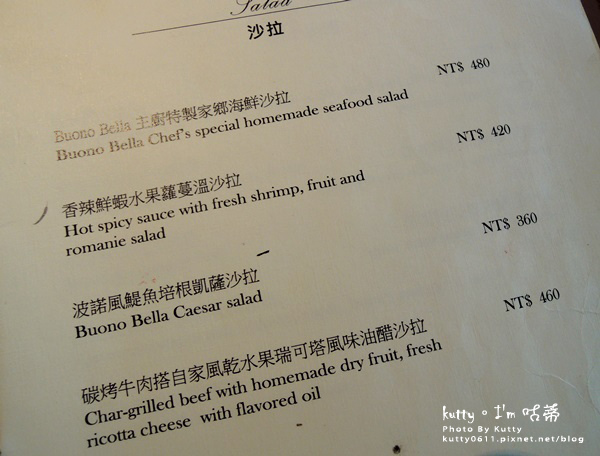 Salad
沙拉
NT$ 480
Buono Bella 主廚特製家鄉海鮮沙拉
Buono Bella Chef's special homemade seafood salad
NT$ 420
香辣鮮蝦水果蘿蔓溫沙拉
Hot spicy sauce with fresh shrimp, fruit and
romanie salad
NT$ 360
波諾風鯷魚培根凱薩沙拉
Buono Bella Caesar salad
NT$ 460
碳烤牛肉搭自家風乾水果瑞可塔風味油醋沙拉
Char-grilled beef with homemade dry fruit, fresh
ricotta cheese with flavored oil
kutty。I'm 咕蒂
Photo By Kutty
kutty0611.pixnet.net/blog